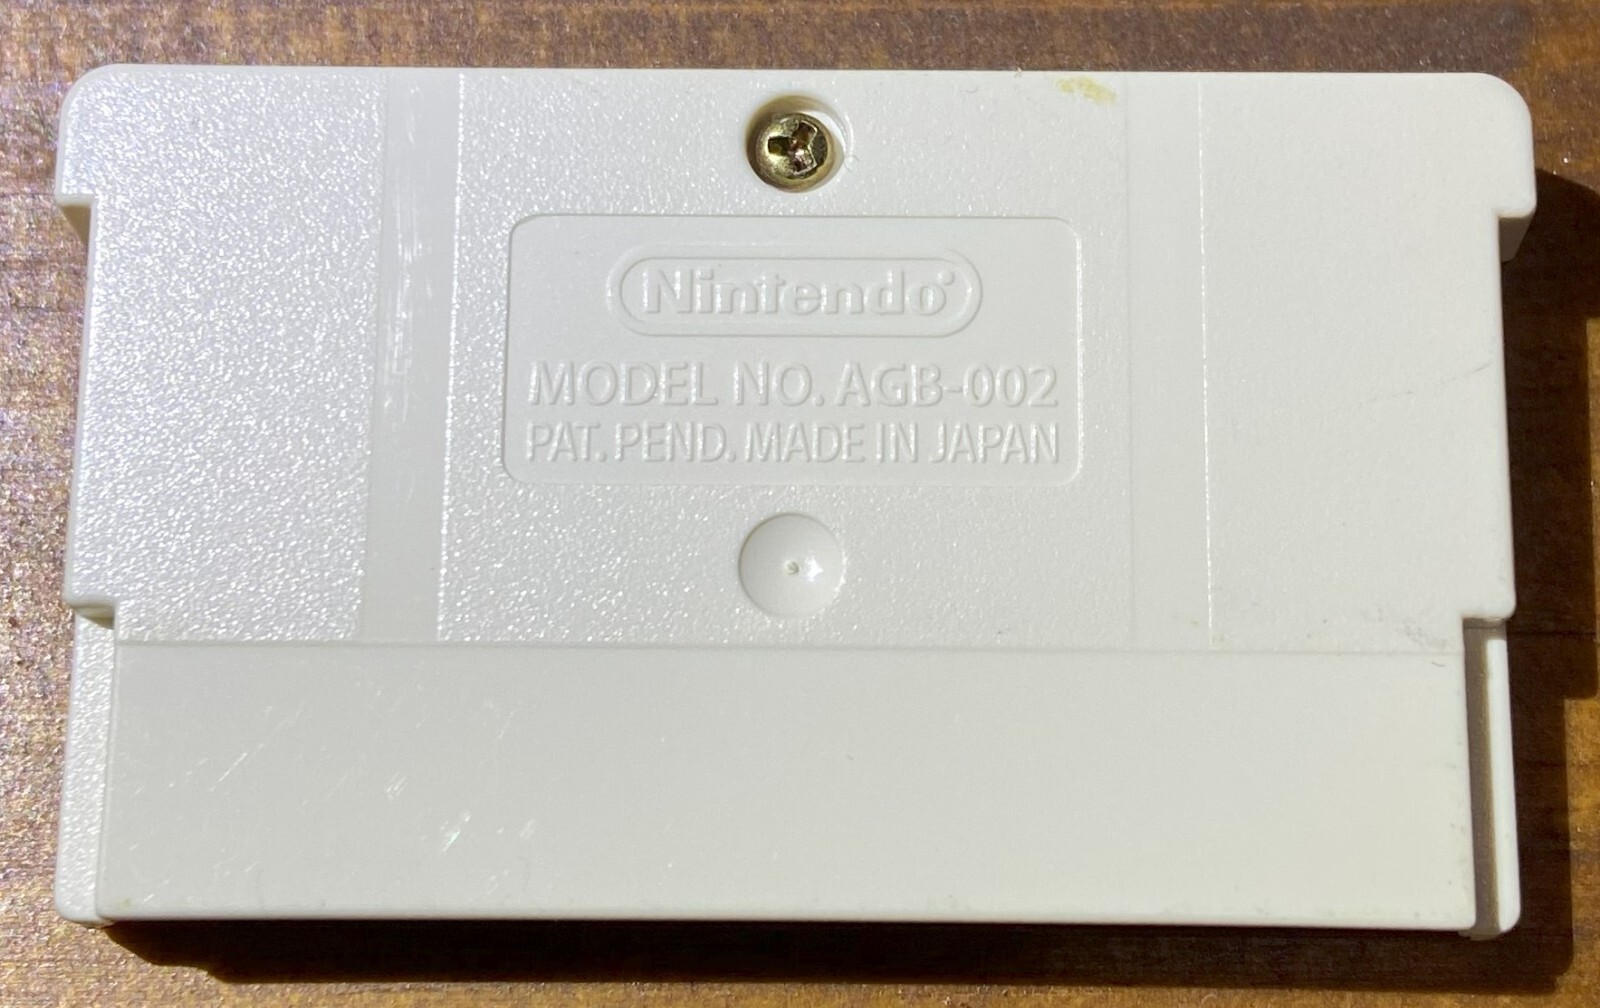 Nintendo
MODEL NO. AGB-002
PAT. PEND. MADE IN JAPAN